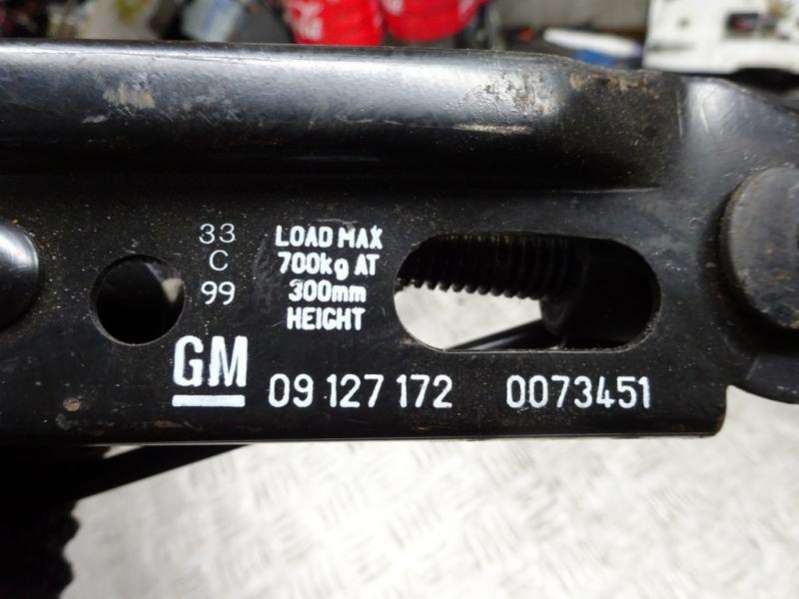 33
C
99
LOAD MAX
700kg AT
300mm
HEIGHT
GM
09 127 172 0073451